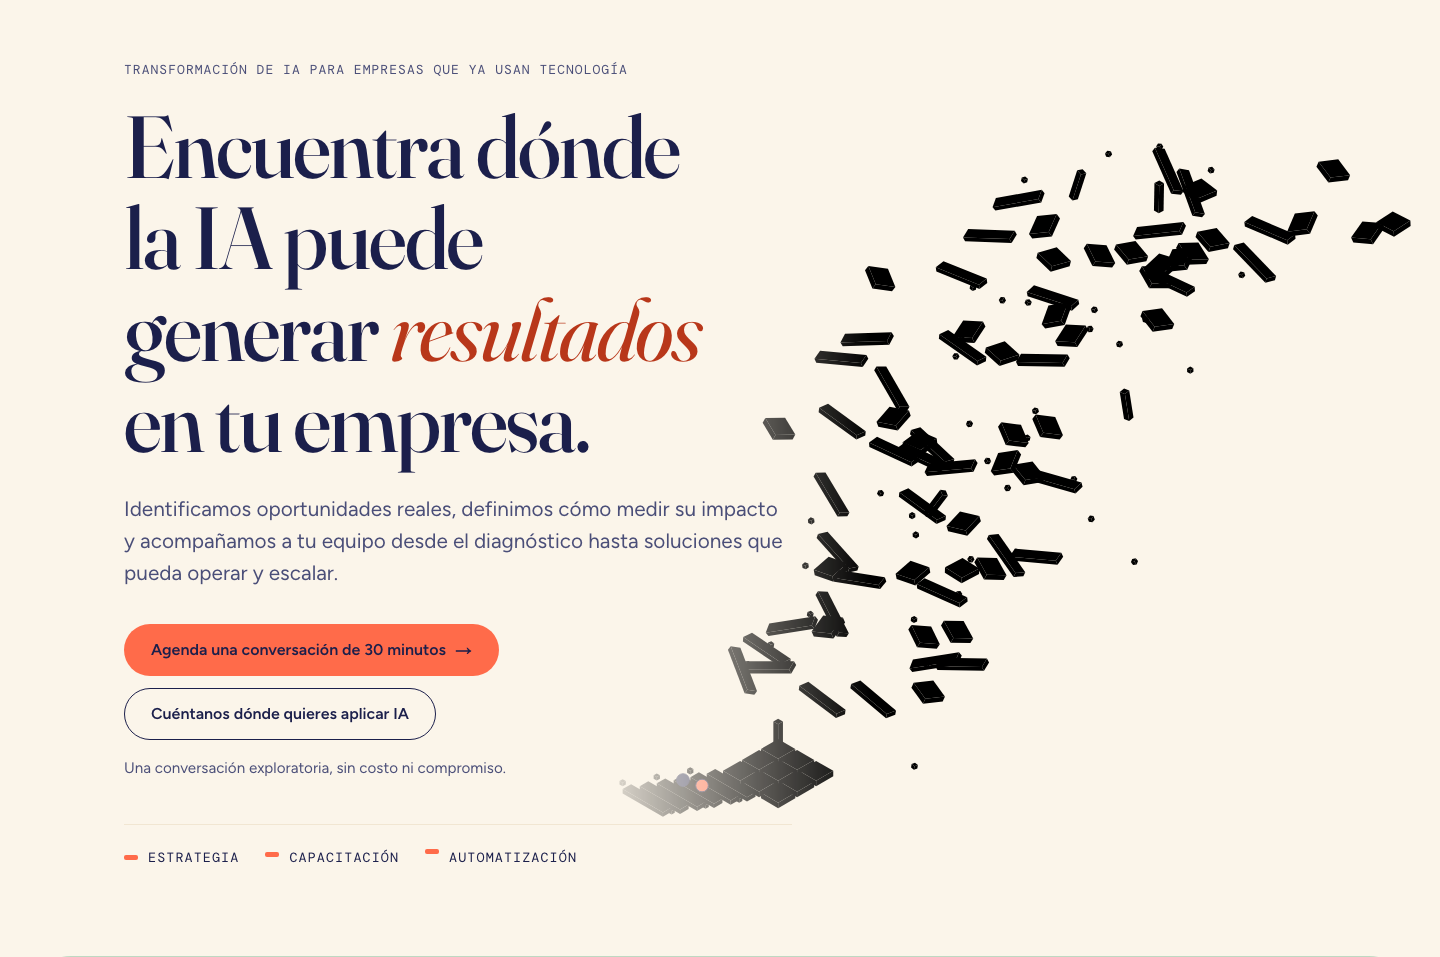 TRANSFORMACIÓN DE IA PARA EMPRESAS QUE YA USAN TECNOLOGÍA
Encuentra dónde
la IA puede
generar resultados
en tu empresa.
Identificamos oportunidades reales, definimos cómo medir su impacto
y acompañamos a tu equipo desde el diagnóstico hasta soluciones que
pueda operar y escalar.
Agenda una conversación de 30 minutos →
Cuéntanos dónde quieres aplicar IA
Una conversación exploratoria, sin costo ni compromiso.
ESTRATEGIA CAPACITACIÓN AUTOMATIZACIÓN